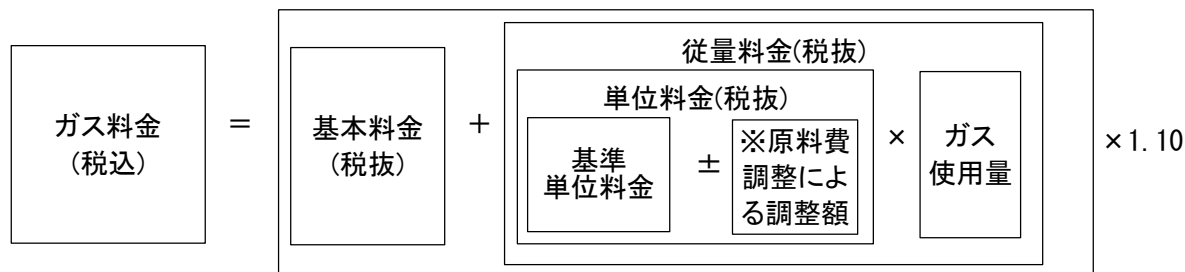 ガス料金
(税込)
＝
基本料金
(税抜)
＋
従量料金(税抜)
単位料金(税抜)
基準
単位料金
±
※原料費
調整によ
る調整額
×
ガス
使用量
×1.10